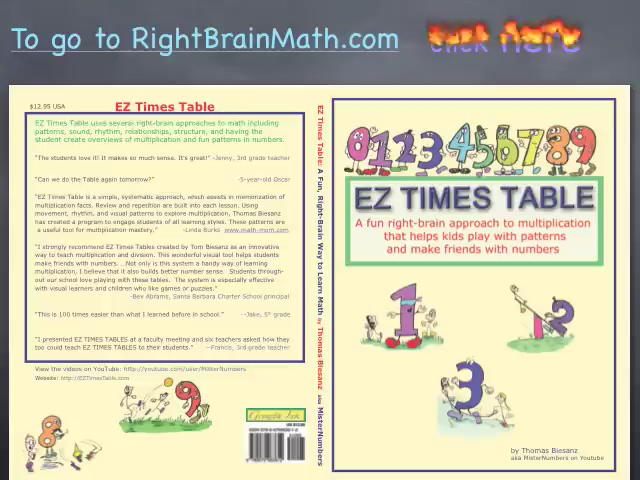 To go to RightBrainMath.com click here
$12.95 USA
EZ Times Table
EZ Times Table uses several right-brain approaches to math including
patterns, sound, rhythm, relationships, structure, and having the
student create overviews of multiplication and fun patterns in numbers.
"The students love it! It makes so much sense. It's great!" -Jenny, 3rd grade teacher
"Can we do the Table again tomorrow?" -5-year-old Oscar
"EZ Times Table is a simple, systematic approach, which assists in memorization of
multiplication facts. Review and repetition are built into each lesson. Using
movement, rhythm, and visual patterns to explore multiplication, Thomas Biesanz
has created a program to engage students of all learning styles. These patterns are
a useful tool for multiplication mastery." -Linda Burks www.math-mom.com
"I strongly recommend EZ Times Tables created by Tom Biesanz as an innovative
way to teach multiplication and division. This wonderful visual tool helps students
make friends with numbers. . .Not only is this system a handy way of learning
multiplication, I believe that it also builds better number sense. Students through-
out our school love playing with these tables. The system is especially effective
with visual learners and children who like games or puzzles."
-Bev Abrams, Santa Barbara Charter School principal
"This is 100 times easier than what I learned before in school." --Jake, 5th grade
"I presented EZ TIMES TABLES at a faculty meeting and six teachers asked how they
too could teach EZ TIMES TABLES to their students." --Francis, 3rd grade teacher
View the videos on YouTube: http://youtube.com/user/MisterNumbers
Website: http://EZTimesTable.com
8
9
EZ Times Table: A Fun, Right-Brain Way to Learn Math by Thomas Biesanz aka MisterNumbers
0123456789
EZ TIMES TABLE
A fun right-brain approach to multiplication
that helps kids play with patterns
and make friends with numbers
1
1 2
3
by Thomas Biesanz
aka MisterNumbers on Youtube